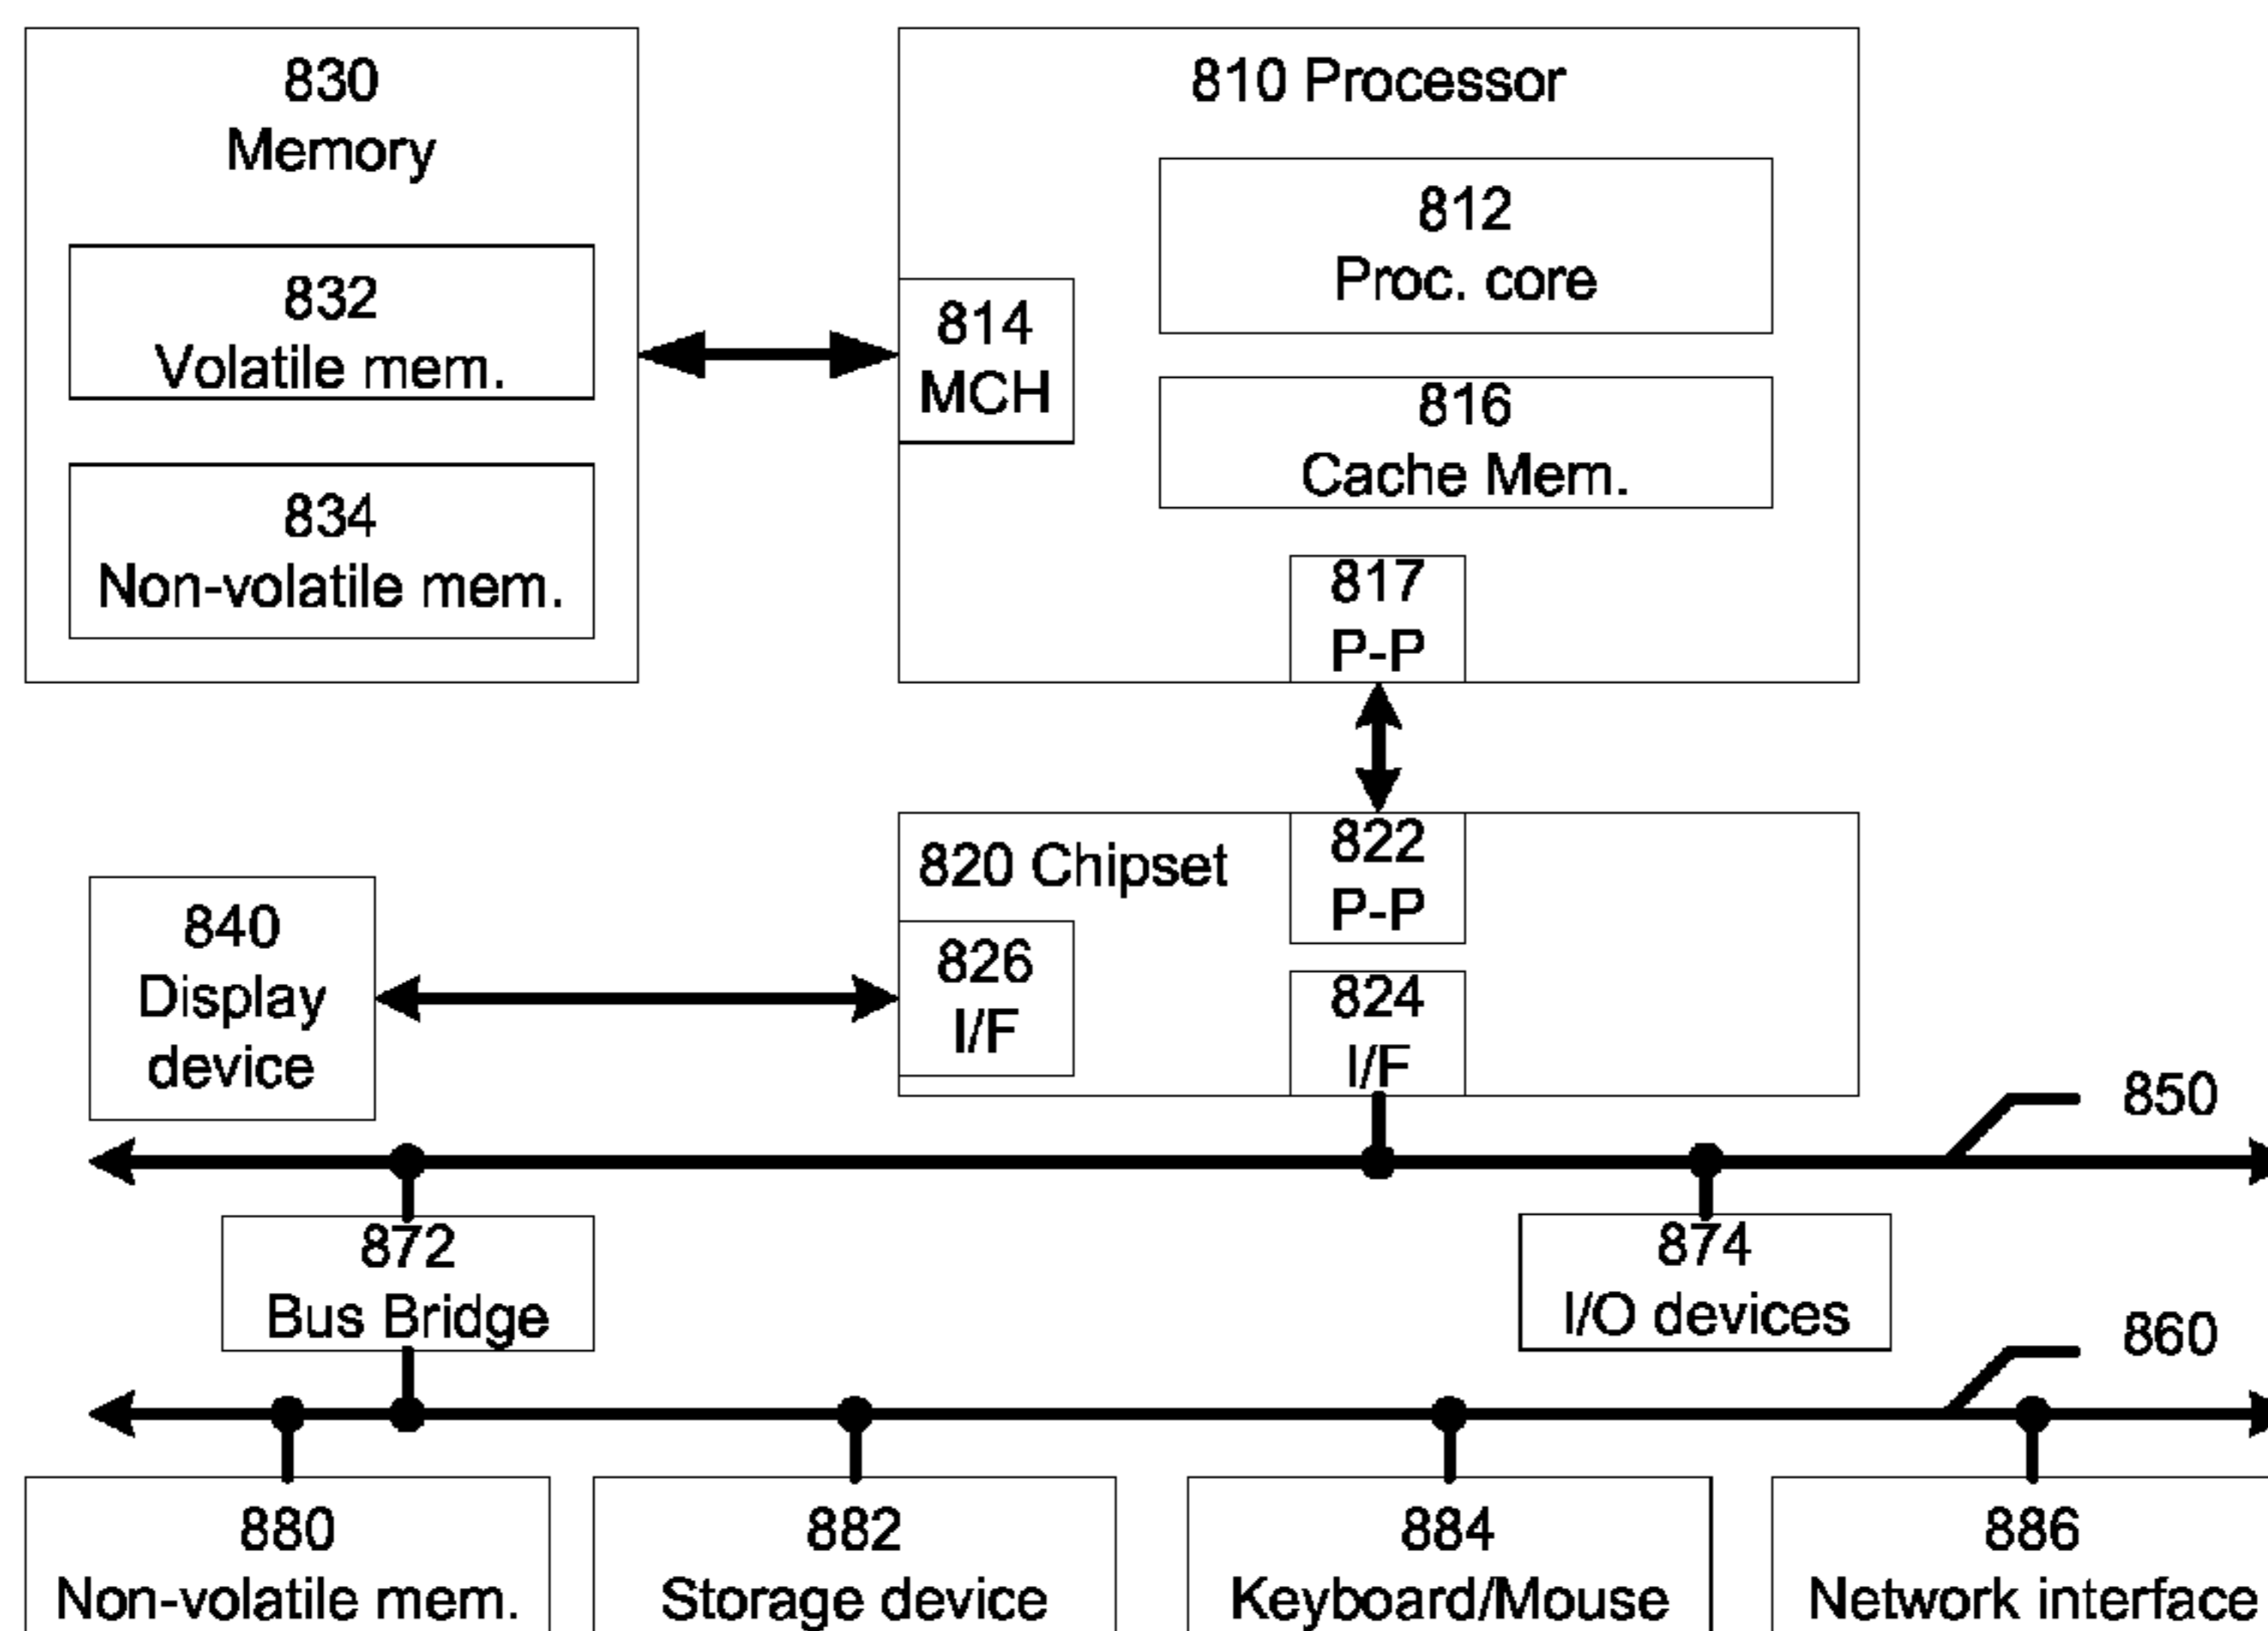 830
Memory
832
Volatile mem.
834
Non-volatile mem.
810 Processor
812
Proc. core
814
MCH
816
Cache Mem.
817
P-P
820 Chipset
822
P-P
826
I/F
824
I/F
840
Display
device
850
872
Bus Bridge
874
I/O devices
860
880
Non-volatile mem.
882
Storage device
884
Keyboard/Mouse
886
Network interface